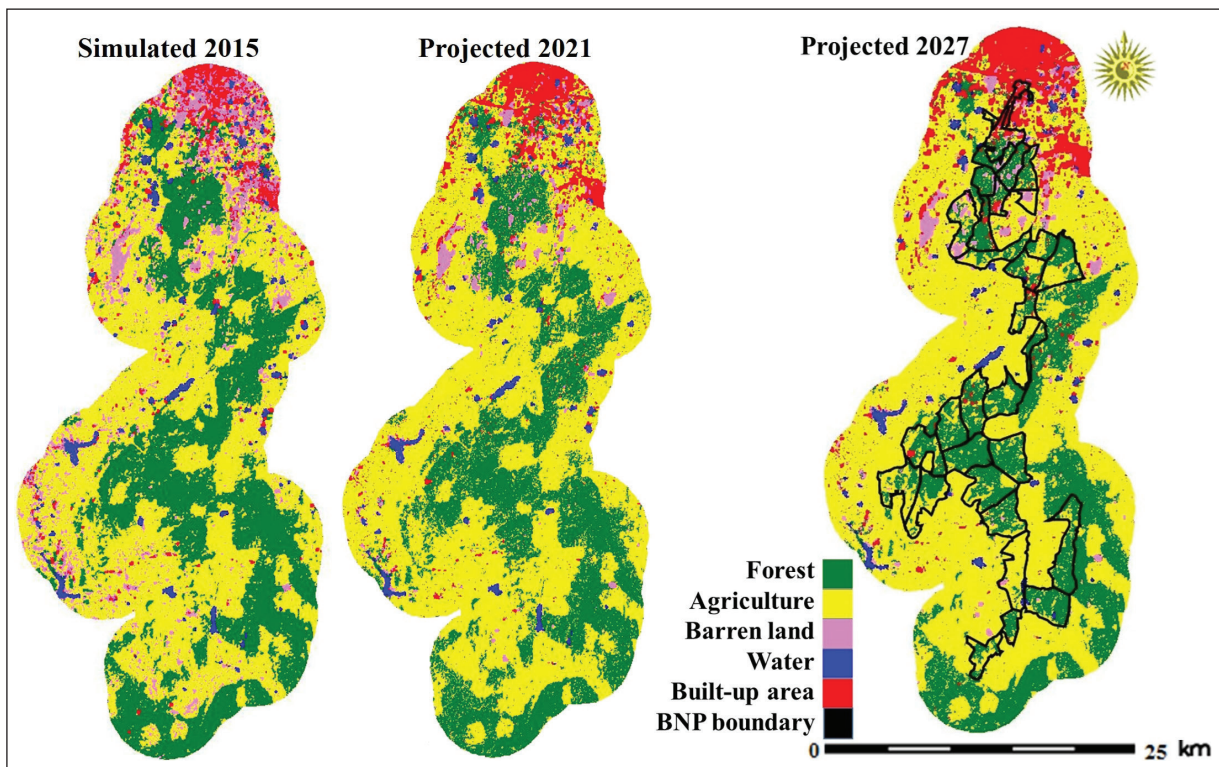 Simulated 2015
Projected 2021
Projected 2027
Forest
Agriculture
Barren land
Water
Built-up area
BNP boundary
0
25 km